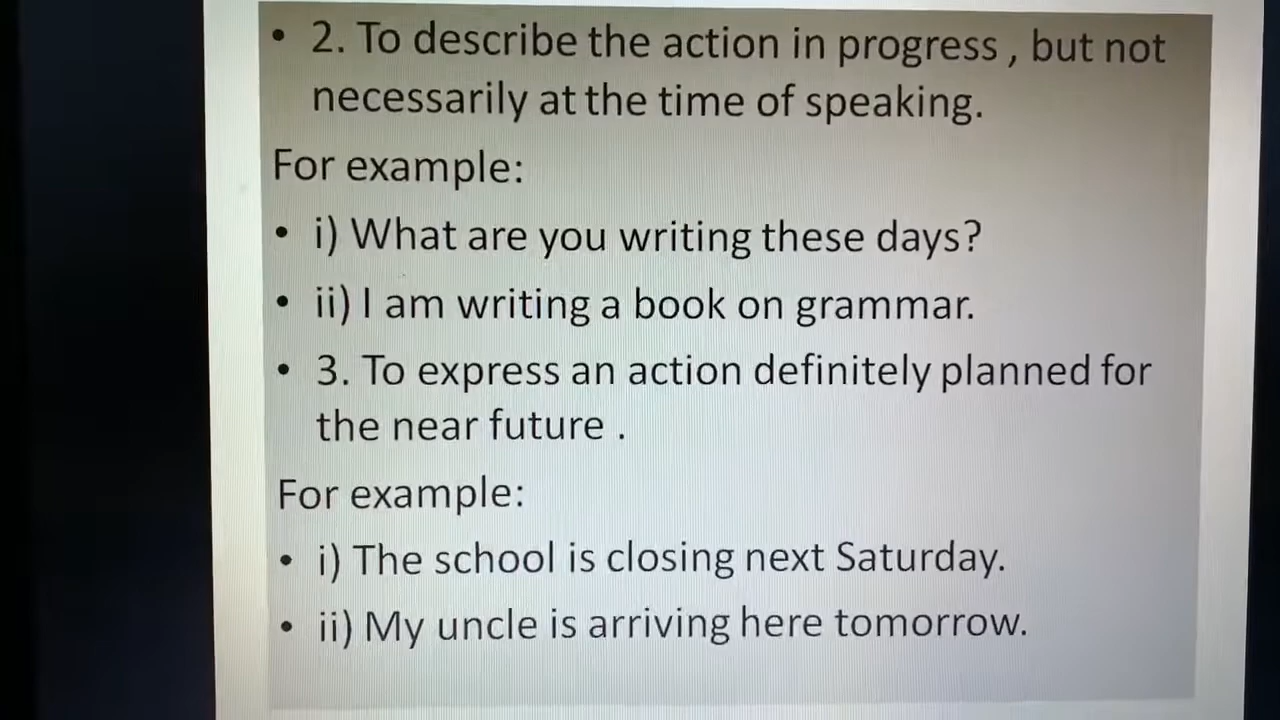 • 2. To describe the action in progress , but not
necessarily at the time of speaking.
For example:
• i) What are you writing these days?
• ii) I am writing a book on grammar.
• 3. To express an action definitely planned for
the near future .
For example:
• i) The school is closing next Saturday.
• ii) My uncle is arriving here tomorrow.